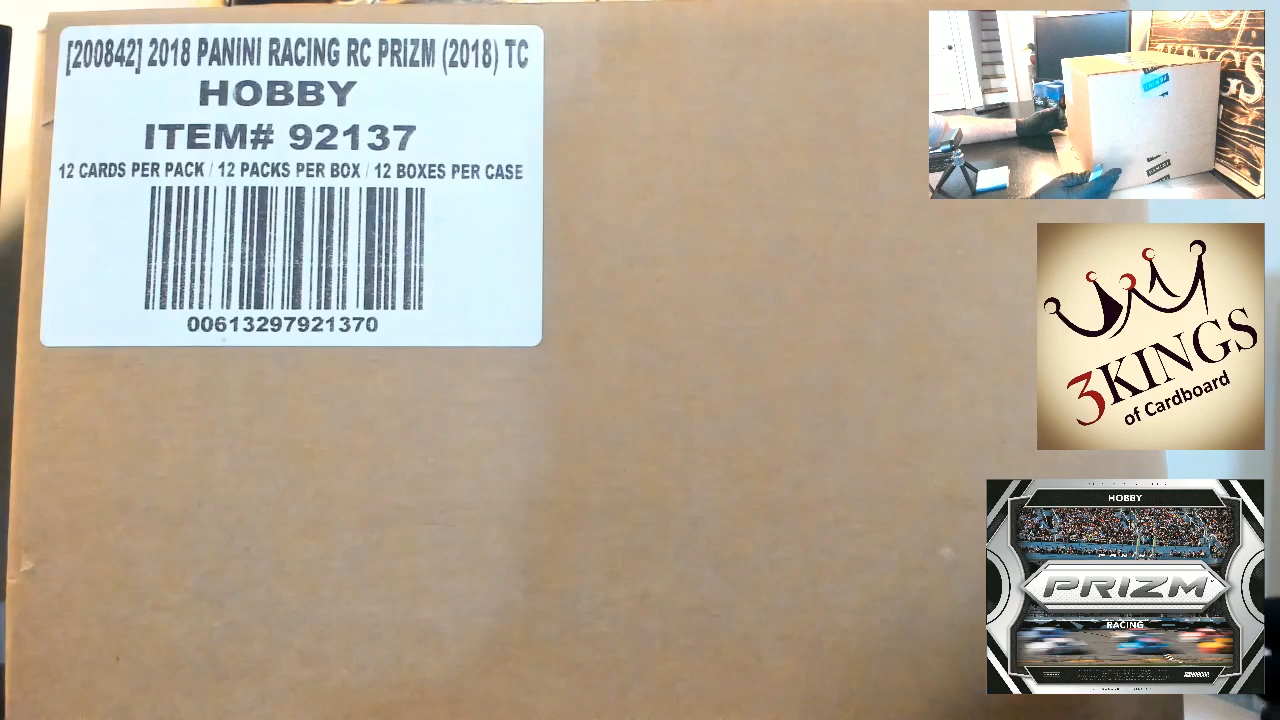 [200842] 2018 PANINI RACING RC PRIZM (2018) TC
HOBBY
ITEM# 92137
12 CARDS PER PACK / 12 PACKS PER BOX / 12 BOXES PER CASE
00613297921370
3KINGS
of Cardboard
HOBBY
PANINI
PRIZM
RACING